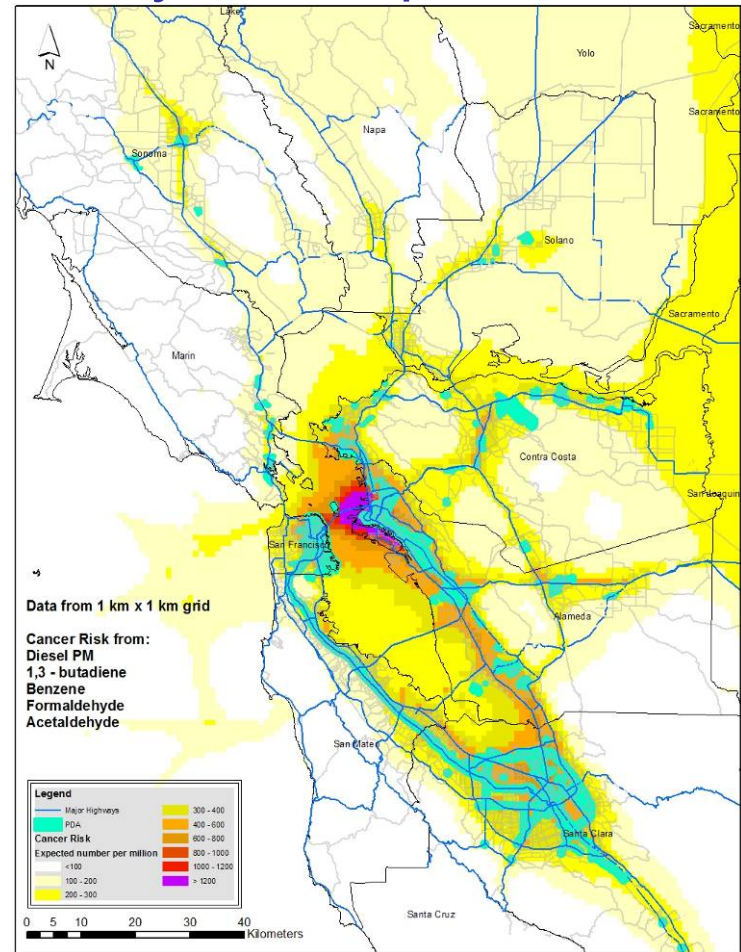 Lake
Sacramento
N
Yolo
Sacramento
Napa
Sonoma
Solano
Sacramento
Marin
Contra Costa
San Joaquin
San Francisco
Data from 1 km x 1 km grid
Alameda
Cancer Risk from:
Diesel PM
1,3 - butadiene
Benzene
Formaldehyde
Acetaldehyde
San Mateo
Legend
Major Highways
PDA
Cancer Risk
Expected number per million
<100
100 - 200
200 - 300
300 - 400
400 - 600
600 - 800
800 - 1000
1000 - 1200
> 1200
Santa Clara
Santa Cruz
0 5 10 20 30 40
Kilometers